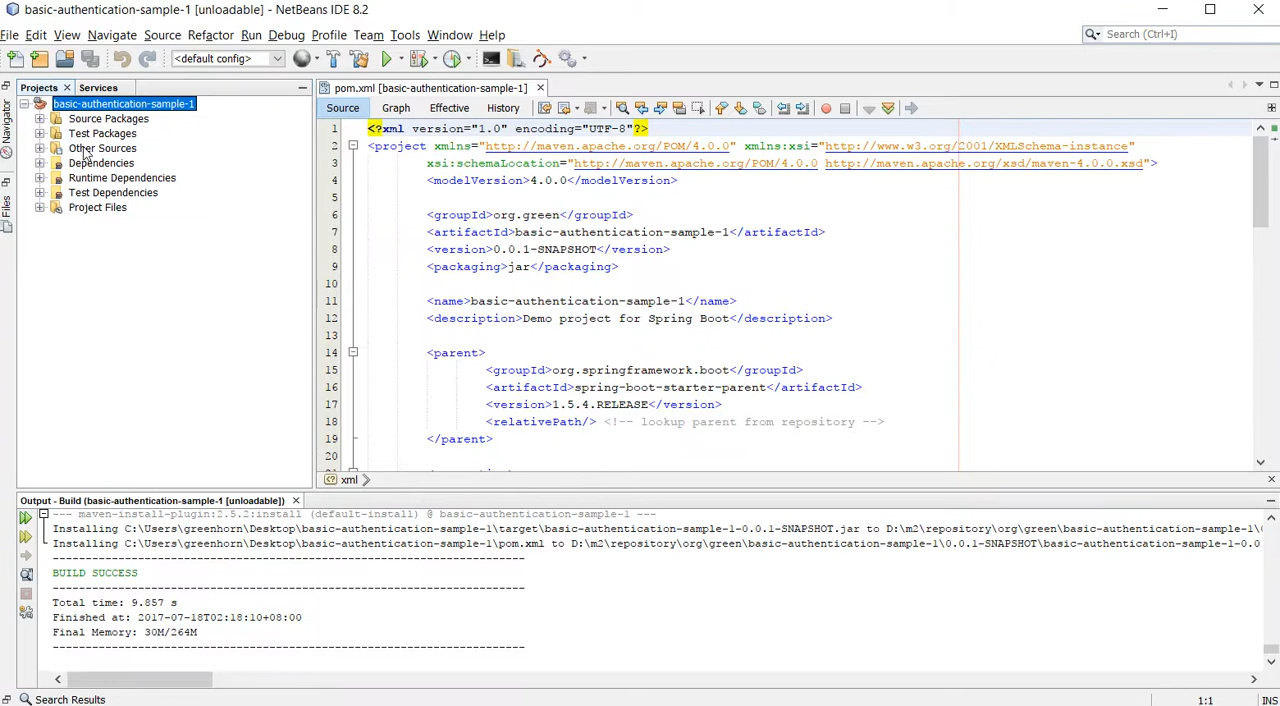 basic-authentication-sample-1 [unloadable] - NetBeans IDE 8.2
File Edit View Navigate Source Refactor Run Debug Profile Team Tools Window Help
Search (Ctrl+I)
<default config>
Projects Services
pom.xml [basic-authentication-sample-1]
Source Graph Effective History
Navigator
Files
basic-authentication-sample-1
Source Packages
Test Packages
Other Sources
Dependencies
Runtime Dependencies
Test Dependencies
Project Files
1 <?xml version="1.0" encoding="UTF-8"?>
2 <project xmlns="http://maven.apache.org/POM/4.0.0" xmlns:xsi="http://www.w3.org/2001/XMLSchema-instance"
3 xsi:schemaLocation="http://maven.apache.org/POM/4.0.0 http://maven.apache.org/xsd/maven-4.0.0.xsd">
4 <modelVersion>4.0.0</modelVersion>
5
6 <groupId>org.green</groupId>
7 <artifactId>basic-authentication-sample-1</artifactId>
8 <version>0.0.1-SNAPSHOT</version>
9 <packaging>jar</packaging>
10
11 <name>basic-authentication-sample-1</name>
12 <description>Demo project for Spring Boot</description>
13
14 <parent>
15 <groupId>org.springframework.boot</groupId>
16 <artifactId>spring-boot-starter-parent</artifactId>
17 <version>1.5.4.RELEASE</version>
18 <relativePath/> <!-- lookup parent from repository -->
19 </parent>
20
xml
Output - Build (basic-authentication-sample-1 [unloadable])
--- maven-install-plugin:2.5.2:install (default-install) @ basic-authentication-sample-1 ---
Installing C:\Users\greenhorn\Desktop\basic-authentication-sample-1\target\basic-authentication-sample-1-0.0.1-SNAPSHOT.jar to D:\m2\repository\org\green\basic-authentication-sample-1\
Installing C:\Users\greenhorn\Desktop\basic-authentication-sample-1\pom.xml to D:\m2\repository\org\green\basic-authentication-sample-1\0.0.1-SNAPSHOT\basic-authentication-sample-1-0.0
------------------------------------------------------------------------
BUILD SUCCESS
------------------------------------------------------------------------
Total time: 9.857 s
Finished at: 2017-07-18T02:18:10+08:00
Final Memory: 30M/264M
------------------------------------------------------------------------
Search Results
1:1 INS